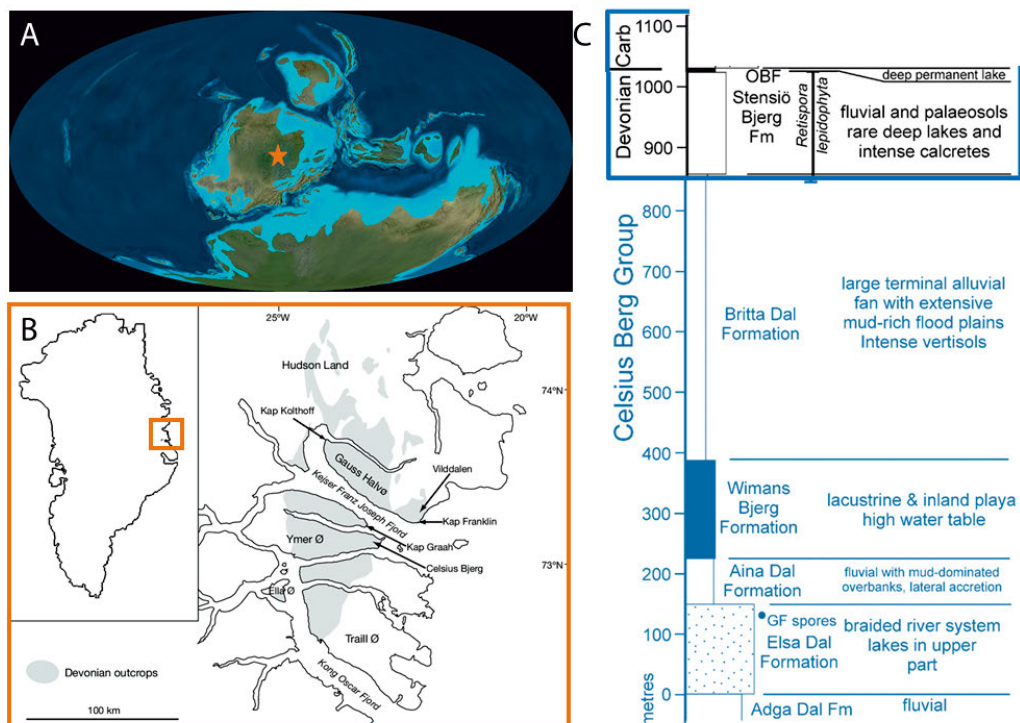 A
B
25°W
20°W
Hudson Land
74°N
Kap Kolthoff
Gauss Halvø
Vilddalen
Kejser Franz Joseph Fjord
Kap Franklin
Ymer Ø
Kap Graah
73°N
Celsius Bjerg
Ella Ø
Traill Ø
Kong Oscar Fjord
Devonian outcrops
100 km
C
Carb
Devonian
Celsius Berg Group
1100
1000
900
800
700
600
500
400
300
200
100
0
metres
OBF
Stensiö
Bjerg
Fm
Retispora
lepidophyta
deep permanent lake
fluvial and palaeosols
rare deep lakes and
intense calcretes
Britta Dal
Formation
large terminal alluvial
fan with extensive
mud-rich flood plains
Intense vertisols
Wimans
Bjerg
Formation
lacustrine & inland playa
high water table
Aina Dal
Formation
fluvial with mud-dominated
overbanks, lateral accretion
GF spores
Elsa Dal
Formation
braided river system
lakes in upper
part
Adga Dal Fm
fluvial